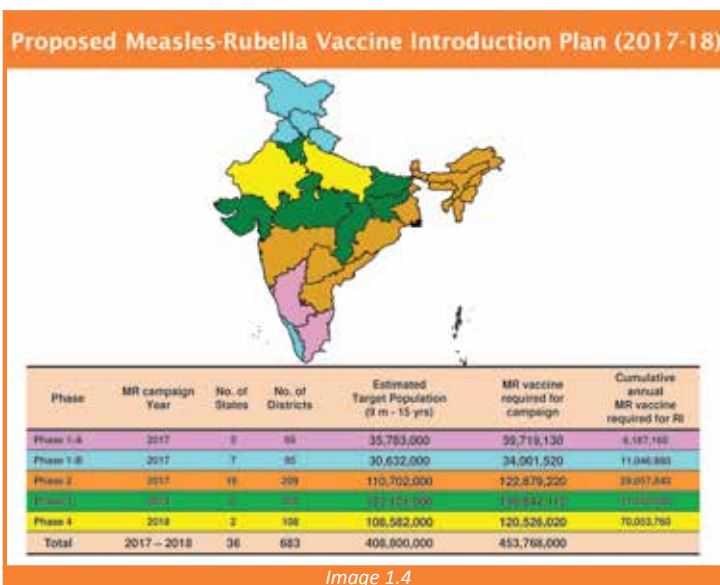 Proposed Measles-Rubella Vaccine Introduction Plan (2017-18)
Phase MR campaign Year No. of States No. of Districts Estimated Target Population (9 m - 15 yrs) MR vaccine required for campaign Cumulative annual MR vaccine required for RI
Phase 1-A 2017 5 35,783,000 39,719,130
Phase 1-B 2017 7 30,632,000 34,001,520
Phase 2 2017 209 110,702,000 122,879,220
Phase 4 2018 2 108 108,582,000 120,526,020 70,003,760
Total 2017 – 2018 36 683 408,800,000 453,768,000
Image 1.4